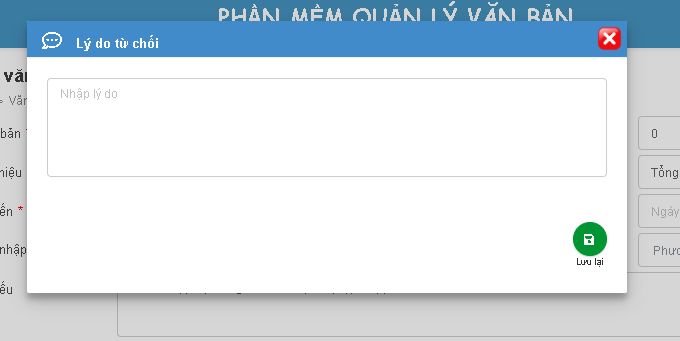 PHẦN MỀM QUẢN LÝ VĂN BẢN
Lý do từ chối
văn
> Văn
Nhập lý do
bản
0
hiệu
Tổng
ến *
Ngày
nhập
Phươ
Lưu lại
ếu